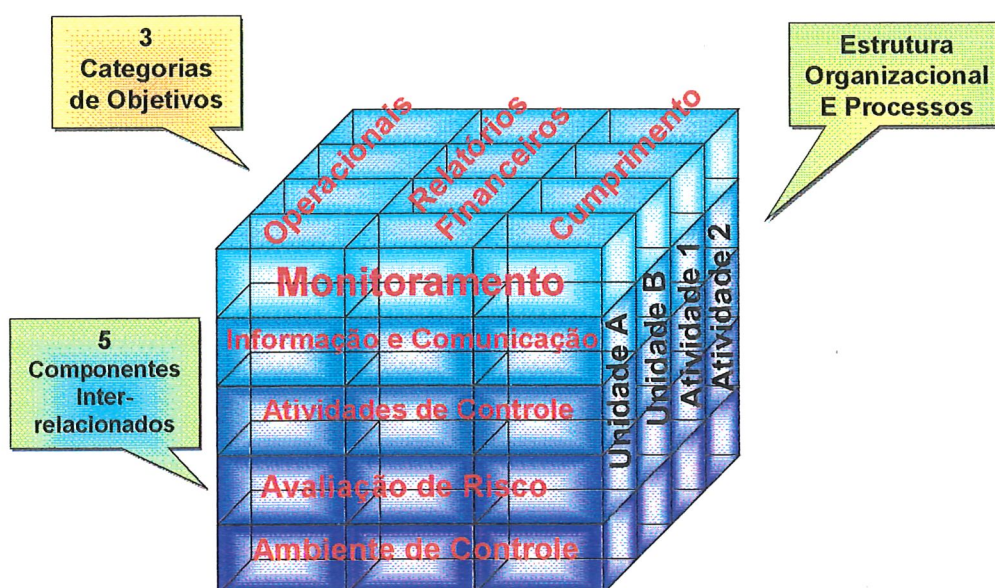 3
Categorias
de Objetivos
Estrutura
Organizacional
E Processos
Operacionais
Relatórios
Financeiros
Cumprimento
Monitoramento
Informação e Comunicação
Atividades de Controle
Avaliação de Risco
Ambiente de Controle
Unidade A
Unidade B
Atividade 1
Atividade 2
5
Componentes
Inter-
relacionados